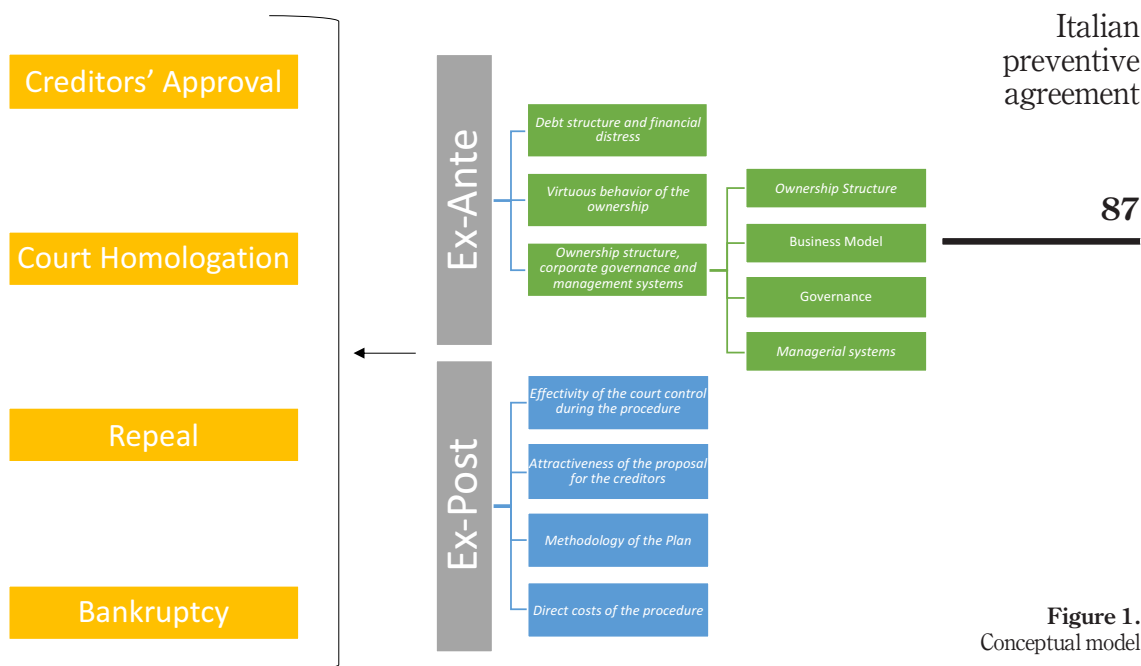 Italian
preventive
agreement
87
Creditors’ Approval
Court Homologation
Repeal
Bankruptcy
Ex-Ante
Debt structure and financial
distress
Virtuous behavior of the
ownership
Ownership structure,
corporate governance and
management systems
Ownership Structure
Business Model
Governance
Managerial systems
Ex-Post
Effectivity of the court control
during the procedure
Attractiveness of the proposal
for the creditors
Methodology of the Plan
Direct costs of the procedure
Figure 1.
Conceptual model